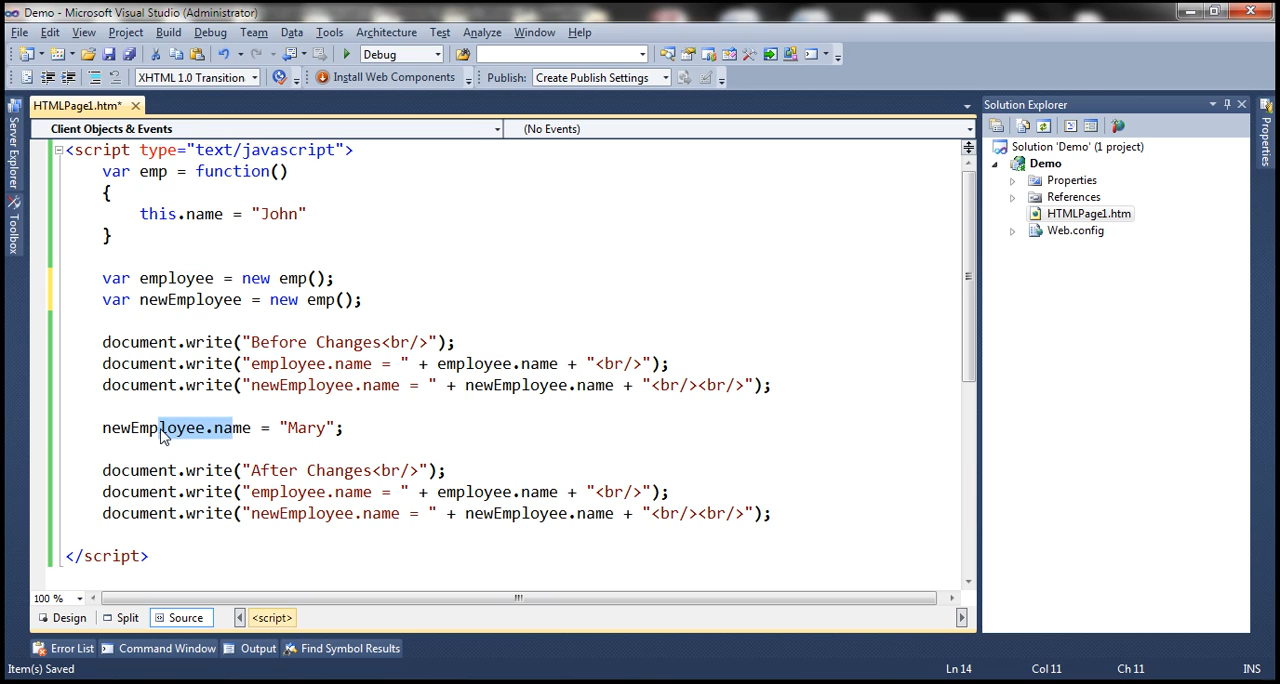 Demo - Microsoft Visual Studio (Administrator)
File Edit View Project Build Debug Team Data Tools Architecture Test Analyze Window Help
Debug
XHTML 1.0 Transition Install Web Components Publish: Create Publish Settings
HTMLPage1.htm* Solution Explorer
Client Objects & Events (No Events)
Server Explorer
Toolbox
Properties
<script type="text/javascript">
var emp = function()
{
this.name = "John"
}
var employee = new emp();
var newEmployee = new emp();
document.write("Before Changes<br/>");
document.write("employee.name = " + employee.name + "<br/>");
document.write("newEmployee.name = " + newEmployee.name + "<br/><br/>");
newEmployee.name = "Mary";
document.write("After Changes<br/>");
document.write("employee.name = " + employee.name + "<br/>");
document.write("newEmployee.name = " + newEmployee.name + "<br/><br/>");
</script>
Solution 'Demo' (1 project)
Demo
Properties
References
HTMLPage1.htm
Web.config
100 %
Design Split Source <script>
Error List Command Window Output Find Symbol Results
Item(s) Saved Ln 14 Col 11 Ch 11 INS